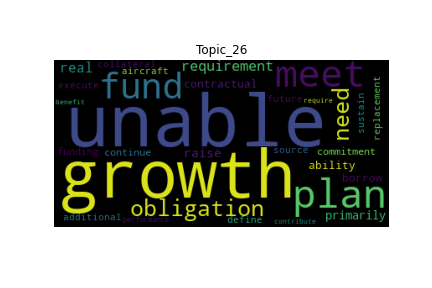 Topic_26
real collateral aircraft requirement meet
execute fund contractual future require
benefit unable need sustain replacement
funding continue raise source commitment
growth ability borrow
obligation plan
additional performance define contribute primarily